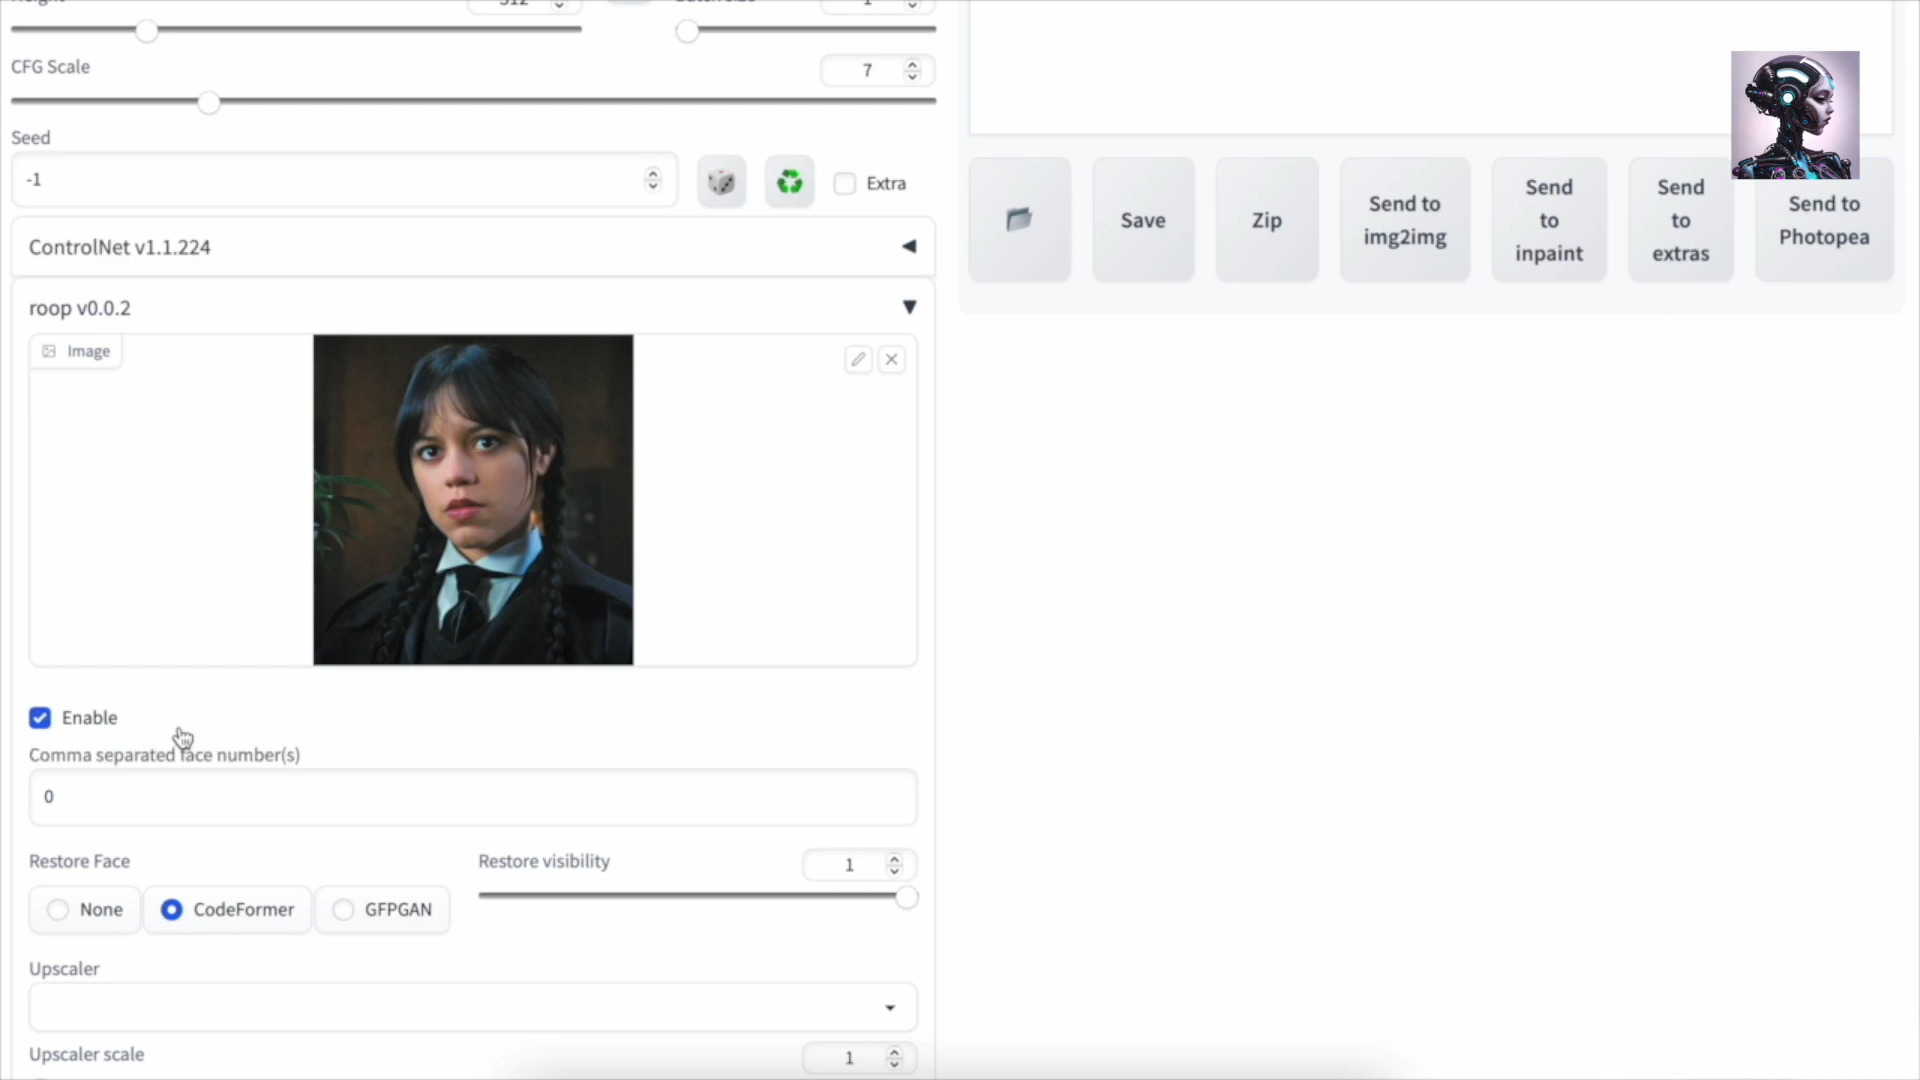 512
1
CFG Scale
7
Seed
-1
Extra
ControlNet v1.1.224
roop v0.0.2
Image
Enable
Comma separated face number(s)
0
Restore Face
None
CodeFormer
GFPGAN
Restore visibility
1
Upscaler
Upscaler scale
1
Save
Zip
Send to
img2img
Send
to
inpaint
Send
to
extras
Send to
Photopea